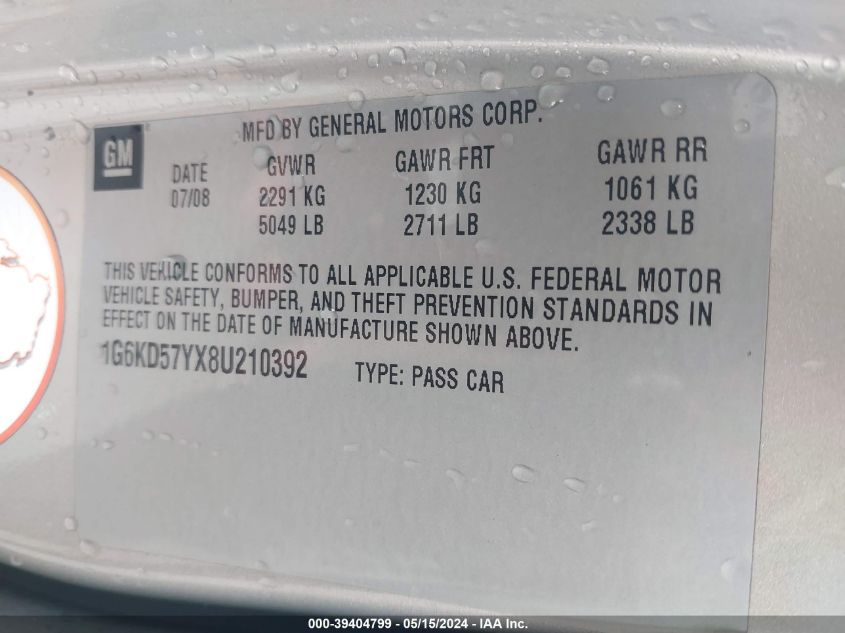 MFD BY GENERAL MOTORS CORP.
GM
DATE GVWR GAWR FRT GAWR RR
07/08 2291 KG 1230 KG 1061 KG
5049 LB 2711 LB 2338 LB
THIS VEHICLE CONFORMS TO ALL APPLICABLE U.S. FEDERAL MOTOR
VEHICLE SAFETY, BUMPER, AND THEFT PREVENTION STANDARDS IN
EFFECT ON THE DATE OF MANUFACTURE SHOWN ABOVE.
1G6KD57YX8U210392 TYPE: PASS CAR
000-39404799 - 05/15/2024 - IAA Inc.